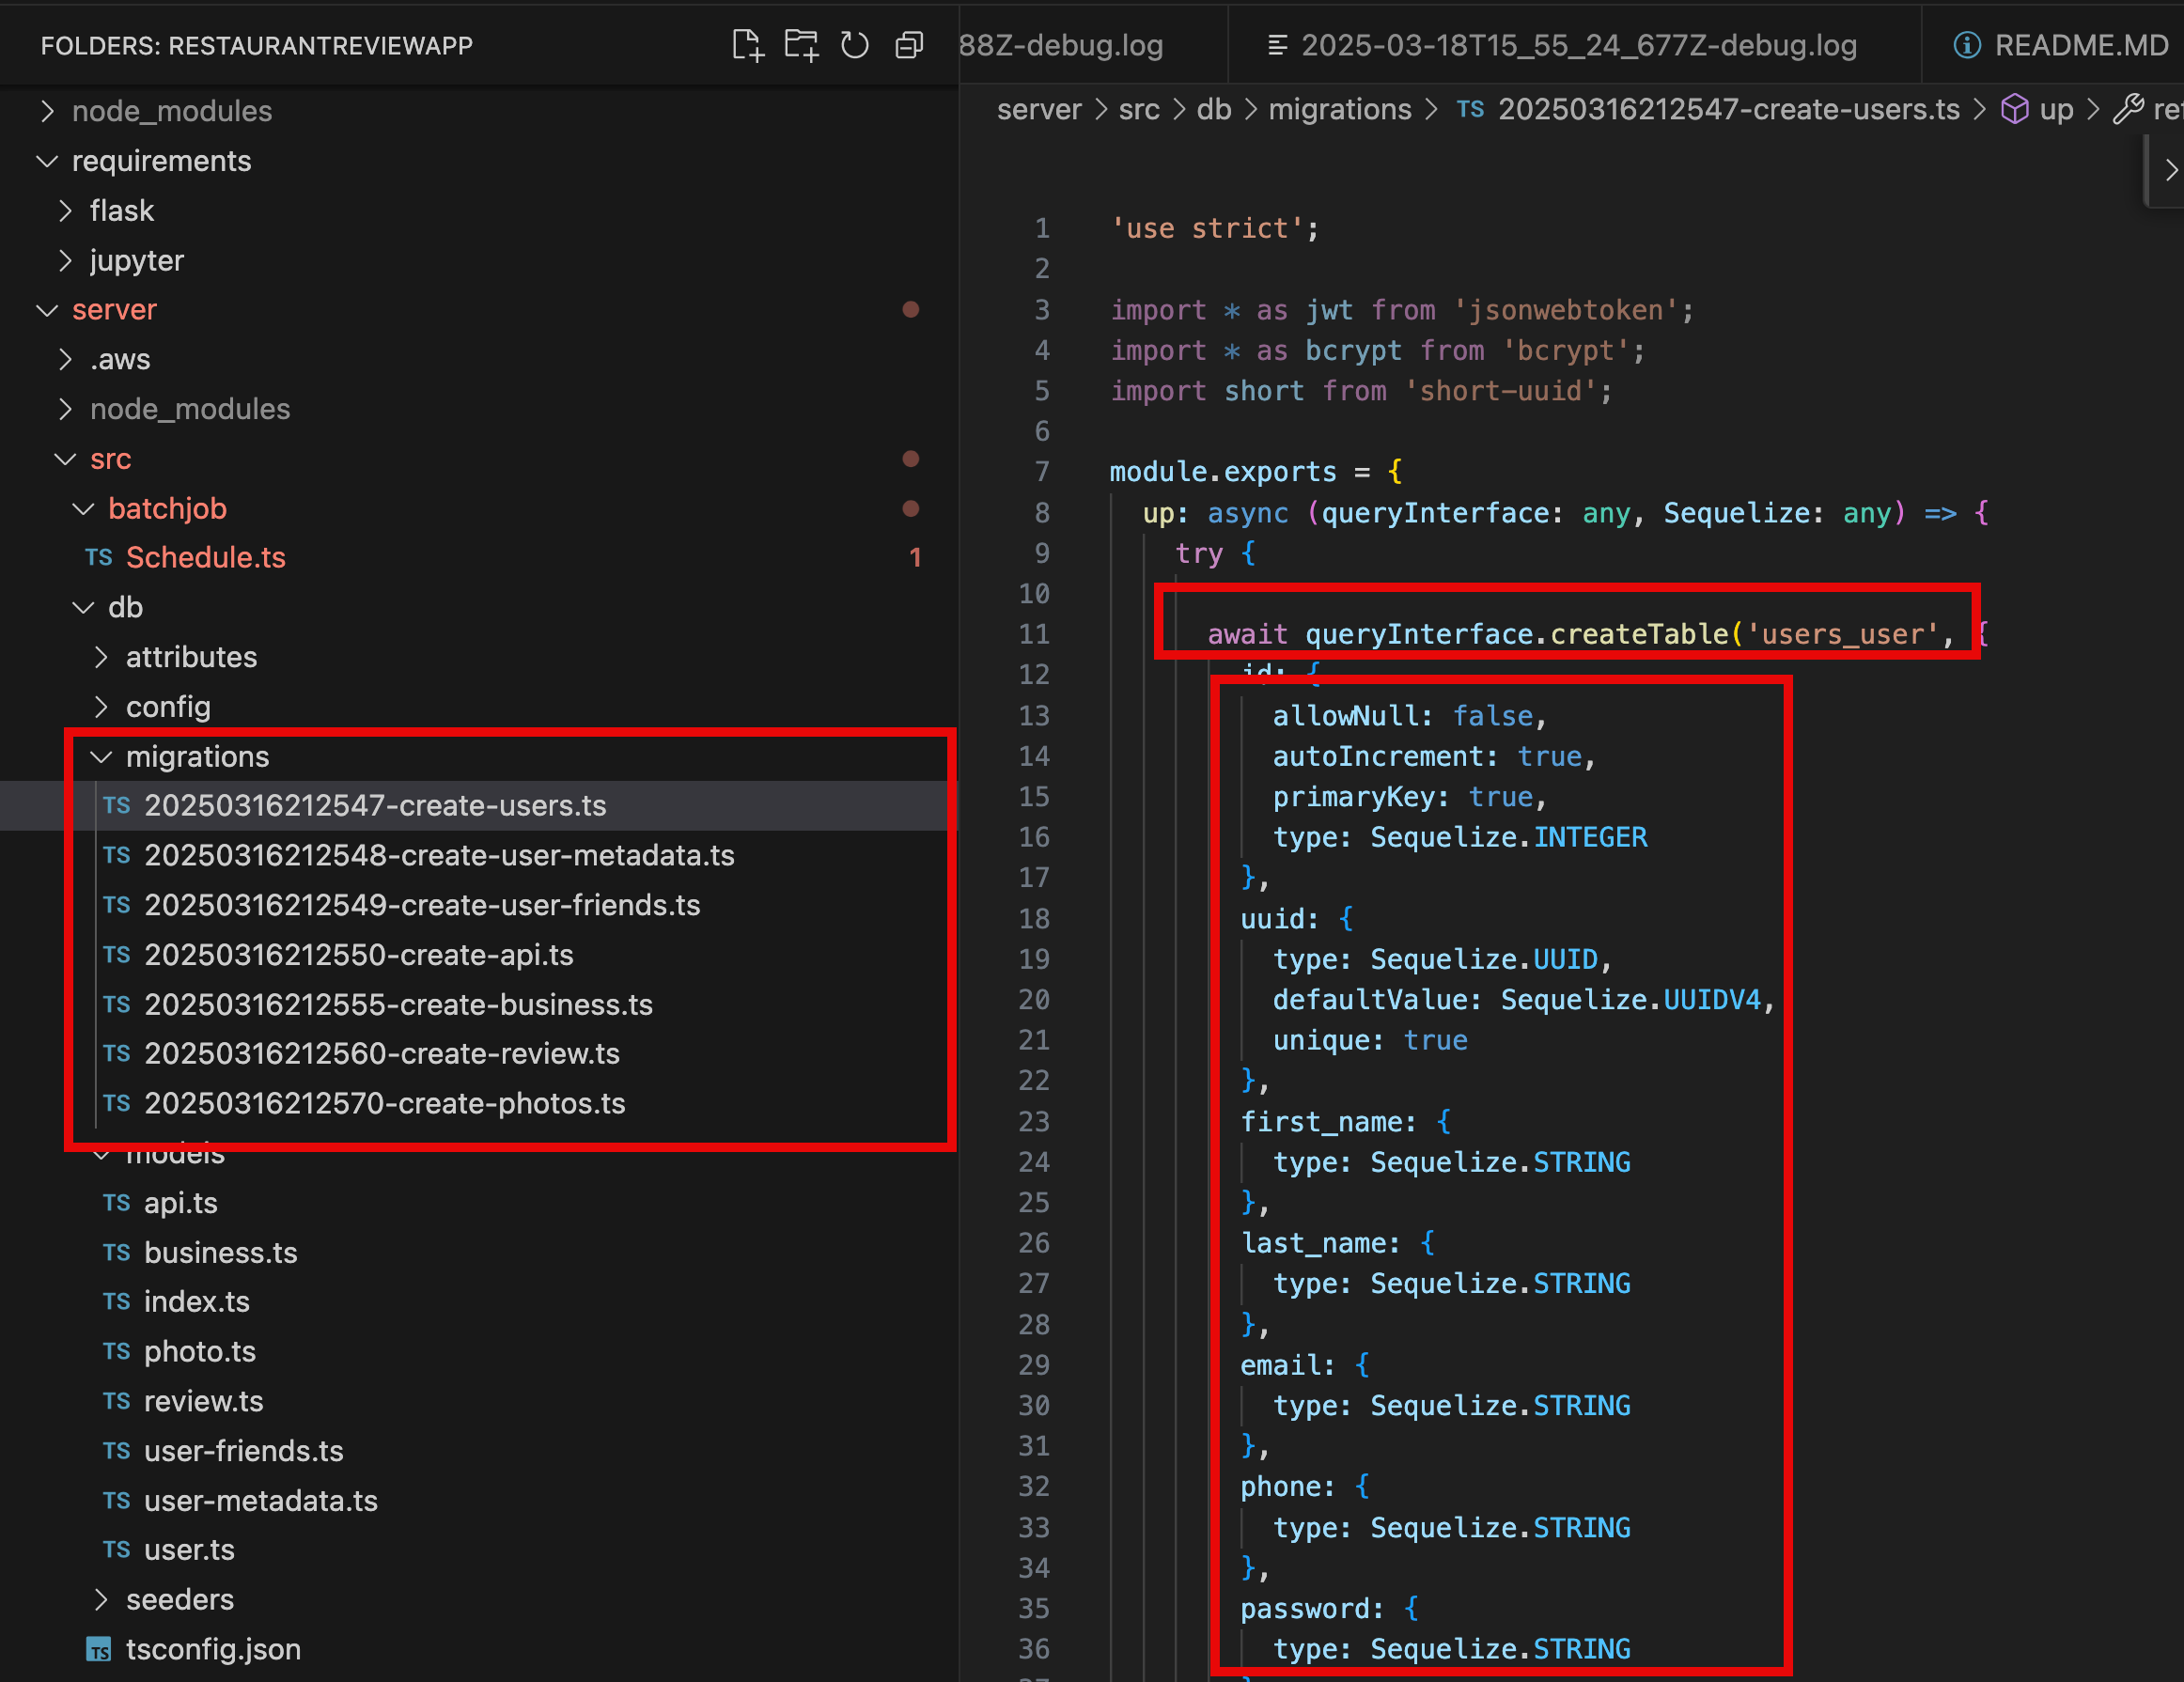 FOLDERS: RESTAURANTREVIEWAPP
node_modules
requirements
flask
jupyter
server
.aws
node_modules
src
batchjob
TS Schedule.ts 1
db
attributes
config
migrations
TS 20250316212547-create-users.ts
TS 20250316212548-create-user-metadata.ts
TS 20250316212549-create-user-friends.ts
TS 20250316212550-create-api.ts
TS 20250316212555-create-business.ts
TS 20250316212560-create-review.ts
TS 20250316212570-create-photos.ts
models
TS api.ts
TS business.ts
TS index.ts
TS photo.ts
TS review.ts
TS user-friends.ts
TS user-metadata.ts
TS user.ts
seeders
TS tsconfig.json
88Z-debug.log 2025-03-18T15_55_24_677Z-debug.log README.MD
server > src > db > migrations > TS 20250316212547-create-users.ts > up >
1 'use strict';
2
3 import * as jwt from 'jsonwebtoken';
4 import * as bcrypt from 'bcrypt';
5 import short from 'short-uuid';
6
7 module.exports = {
8 up: async (queryInterface: any, Sequelize: any) => {
9 try {
10
11 await queryInterface.createTable('users_user', {
12 id: {
13 allowNull: false,
14 autoIncrement: true,
15 primaryKey: true,
16 type: Sequelize.INTEGER
17 },
18 uuid: {
19 type: Sequelize.UUID,
20 defaultValue: Sequelize.UUIDV4,
21 unique: true
22 },
23 first_name: {
24 type: Sequelize.STRING
25 },
26 last_name: {
27 type: Sequelize.STRING
28 },
29 email: {
30 type: Sequelize.STRING
31 },
32 phone: {
33 type: Sequelize.STRING
34 },
35 password: {
36 type: Sequelize.STRING